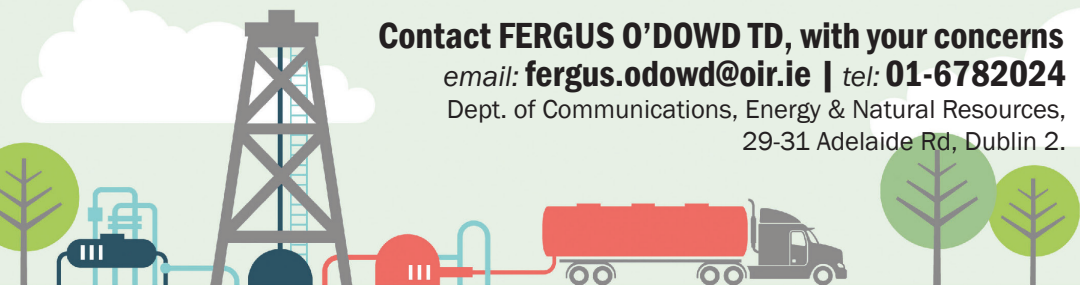 Contact FERGUS O'DOWD TD, with your concerns
email: fergus.odowd@oir.ie | tel: 01-6782024
Dept. of Communications, Energy & Natural Resources,
29-31 Adelaide Rd, Dublin 2.